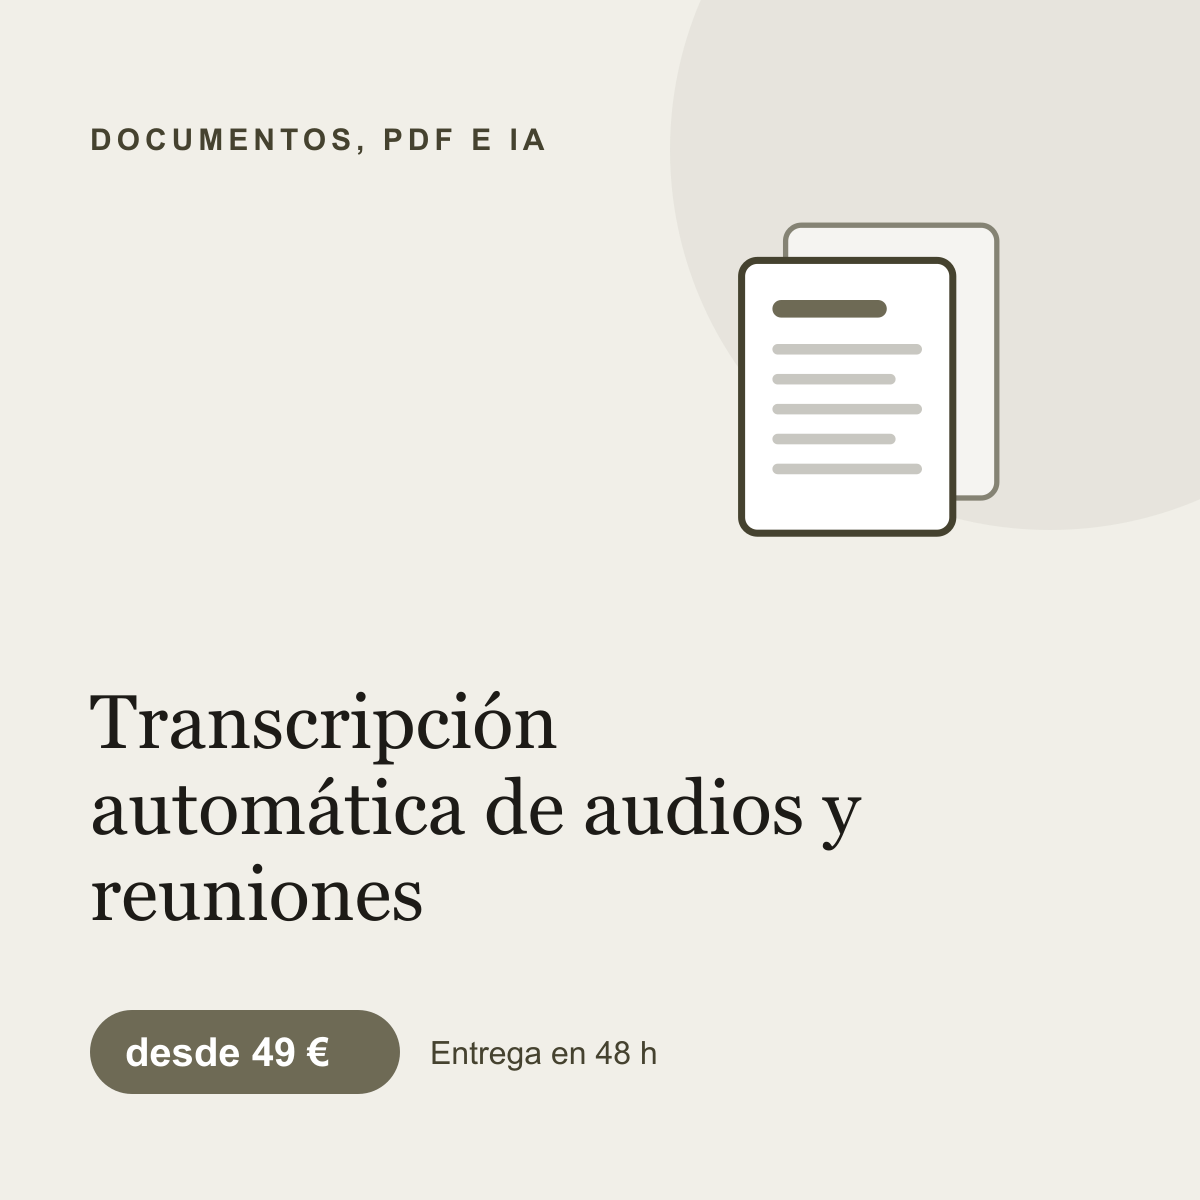 DOCUMENTOS, PDF E IA
Transcripción
automática de audios y
reuniones
desde 49 €
Entrega en 48 h